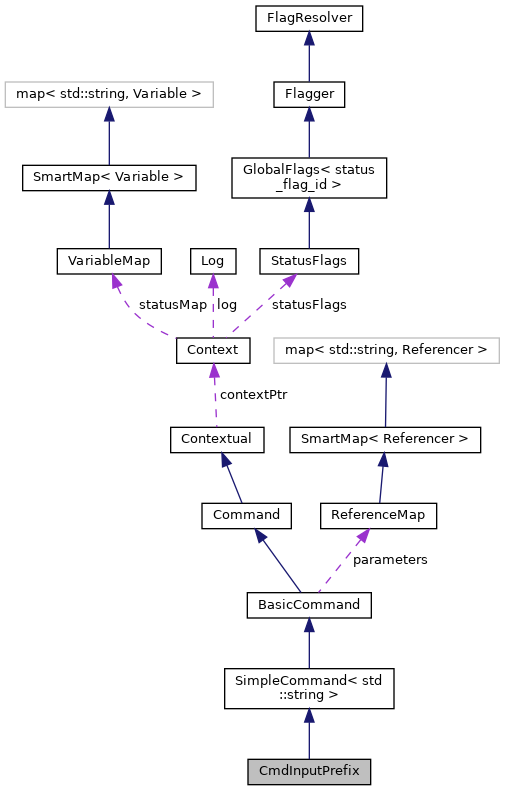 FlagResolver
map< std::string, Variable >
Flagger
SmartMap< Variable >
GlobalFlags< status
_flag_id >
VariableMap
Log
StatusFlags
statusMap
log
statusFlags
Context
map< std::string, Referencer >
contextPtr
Contextual
SmartMap< Referencer >
Command
ReferenceMap
parameters
BasicCommand
SimpleCommand< std
::string >
CmdInputPrefix